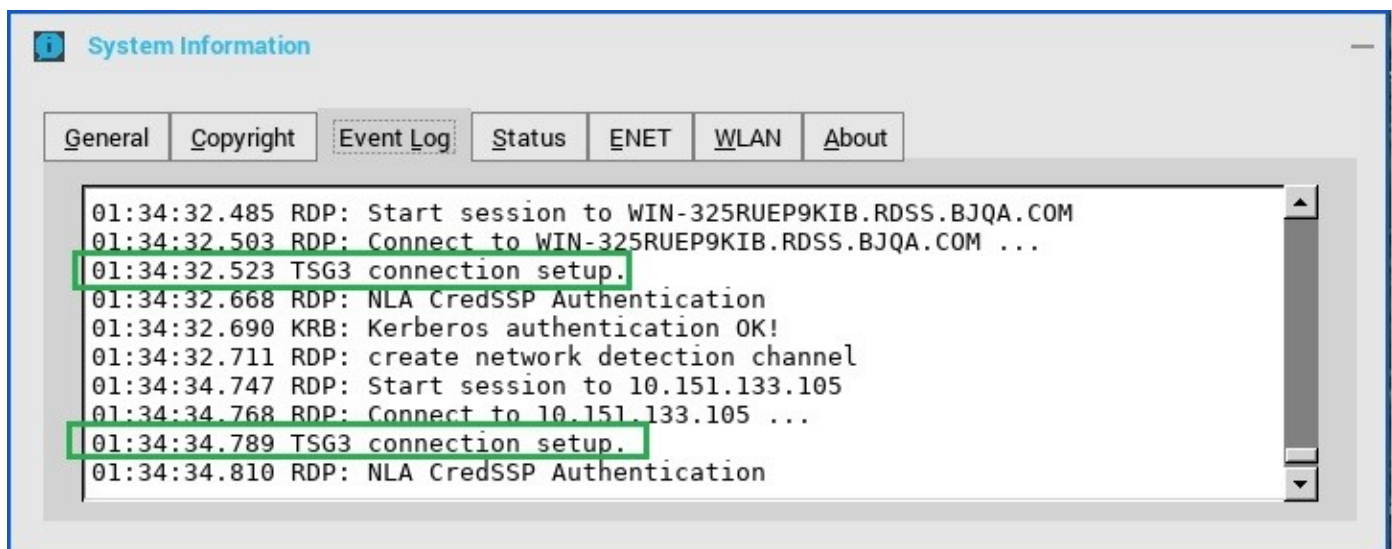 System Information
General Copyright Event Log Status ENET WLAN About
01:34:32.485 RDP: Start session to WIN-325RUEP9KIB.RDSS.BJQA.COM
01:34:32.503 RDP: Connect to WIN-325RUEP9KIB.RDSS.BJQA.COM ...
01:34:32.523 TSG3 connection setup.
01:34:32.668 RDP: NLA CredSSP Authentication
01:34:32.690 KRB: Kerberos authentication OK!
01:34:32.711 RDP: create network detection channel
01:34:34.747 RDP: Start session to 10.151.133.105
01:34:34.768 RDP: Connect to 10.151.133.105 ...
01:34:34.789 TSG3 connection setup.
01:34:34.810 RDP: NLA CredSSP Authentication